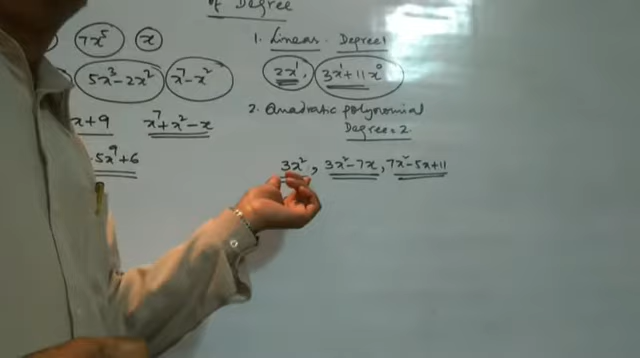 of Degree
7x⁵ x
5x³-2x² x⁷-x²
x+9 x⁷+x²-x
5x⁹+6
1. Linear. Degree 1
2x¹, 3x¹+11x⁰
2. Quadratic polynomial
Degree = 2.
3x², 3x²-7x, 7x²-5x+11